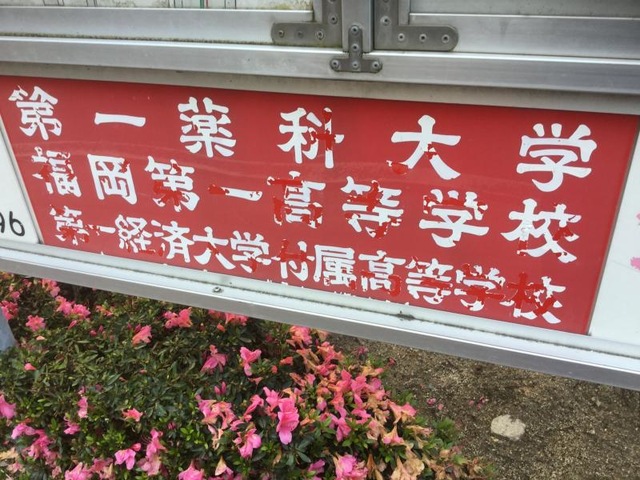 第一薬科大学
福岡第一高等学校
第一経済大学付属高等学校
96